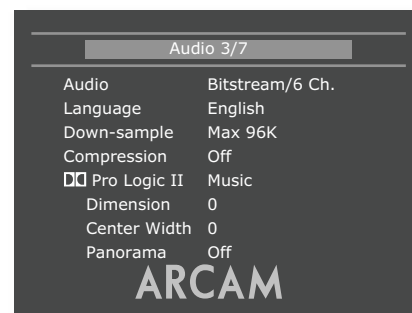 Audio 3/7
Audio Bitstream/6 Ch.
Language English
Down-sample Max 96K
Compression Off
Pro Logic II Music
Dimension 0
Center Width 0
Panorama Off
ARCAM